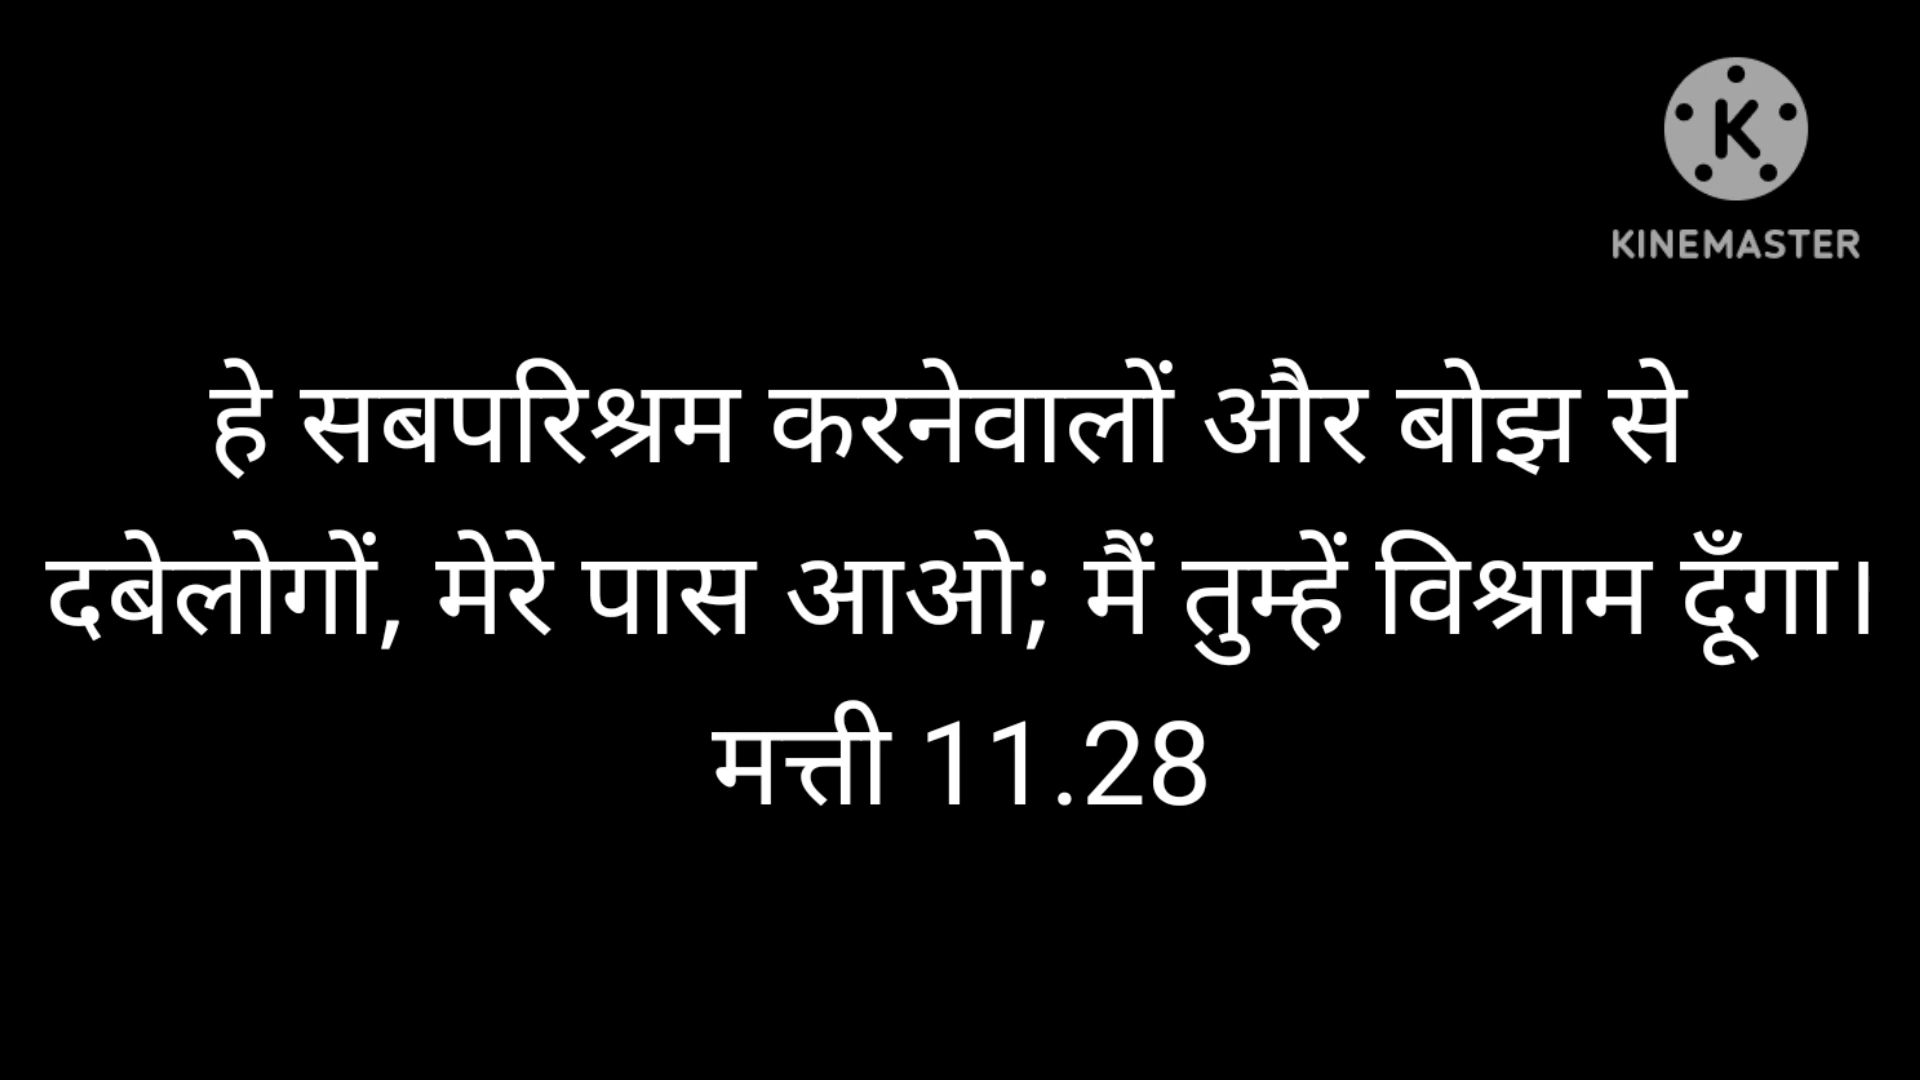 KINEMASTER
हे सबपरिश्रम करनेवालों और बोझ से
दबेलोगों, मेरे पास आओ; मैं तुम्हें विश्राम दूँगा।
मत्ती 11.28